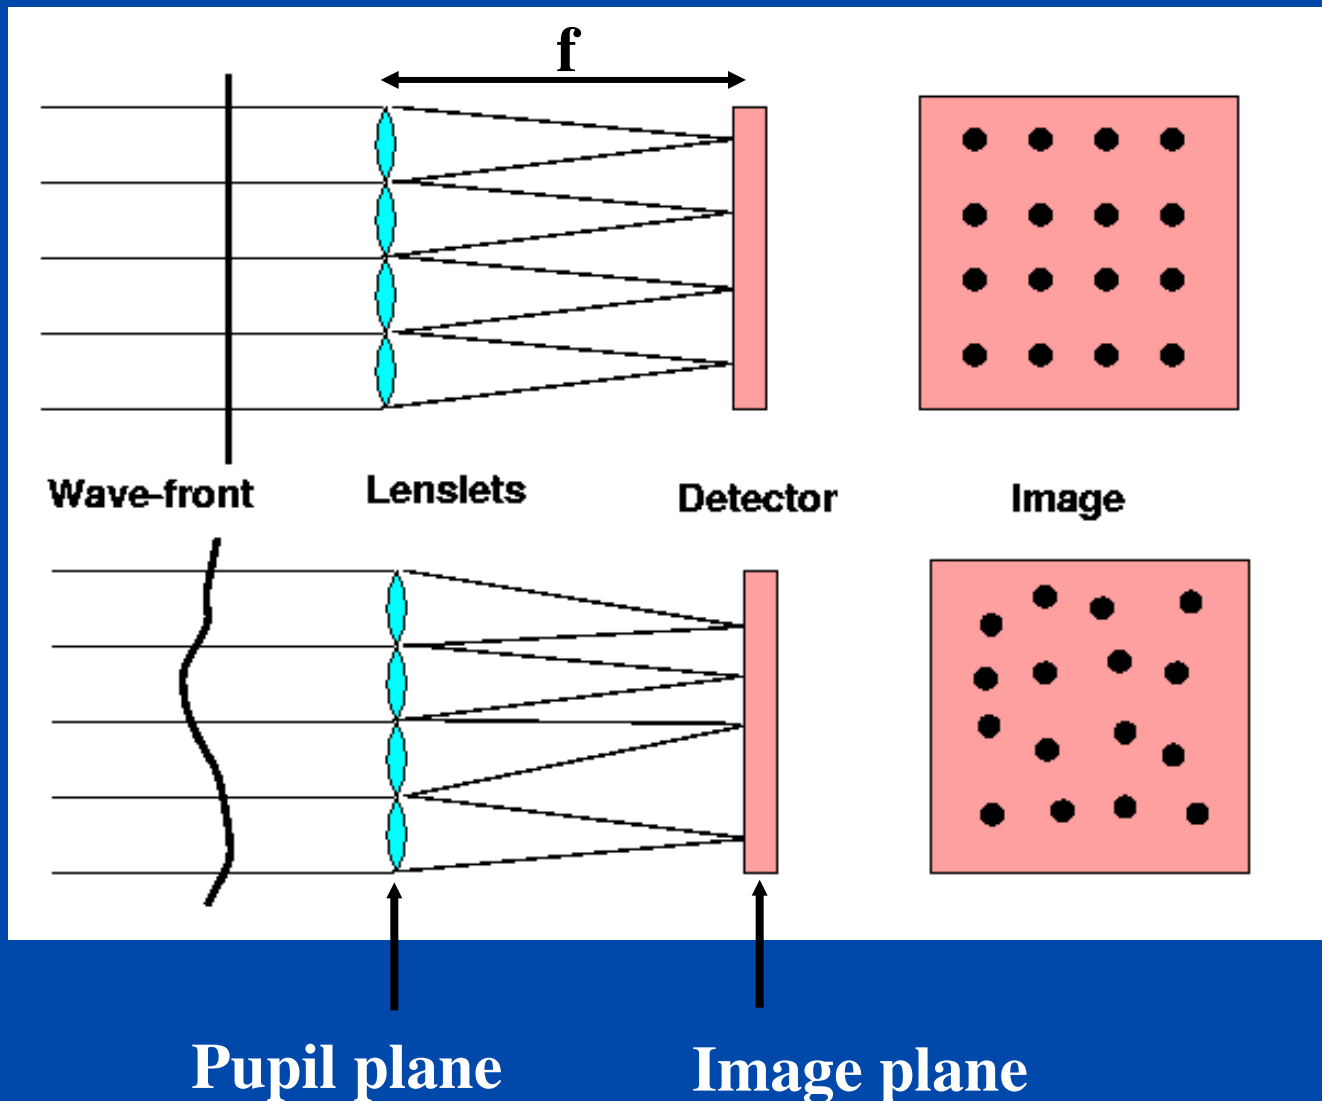 f
Wave-front
Lenslets
Detector
Image
Pupil plane
Image plane